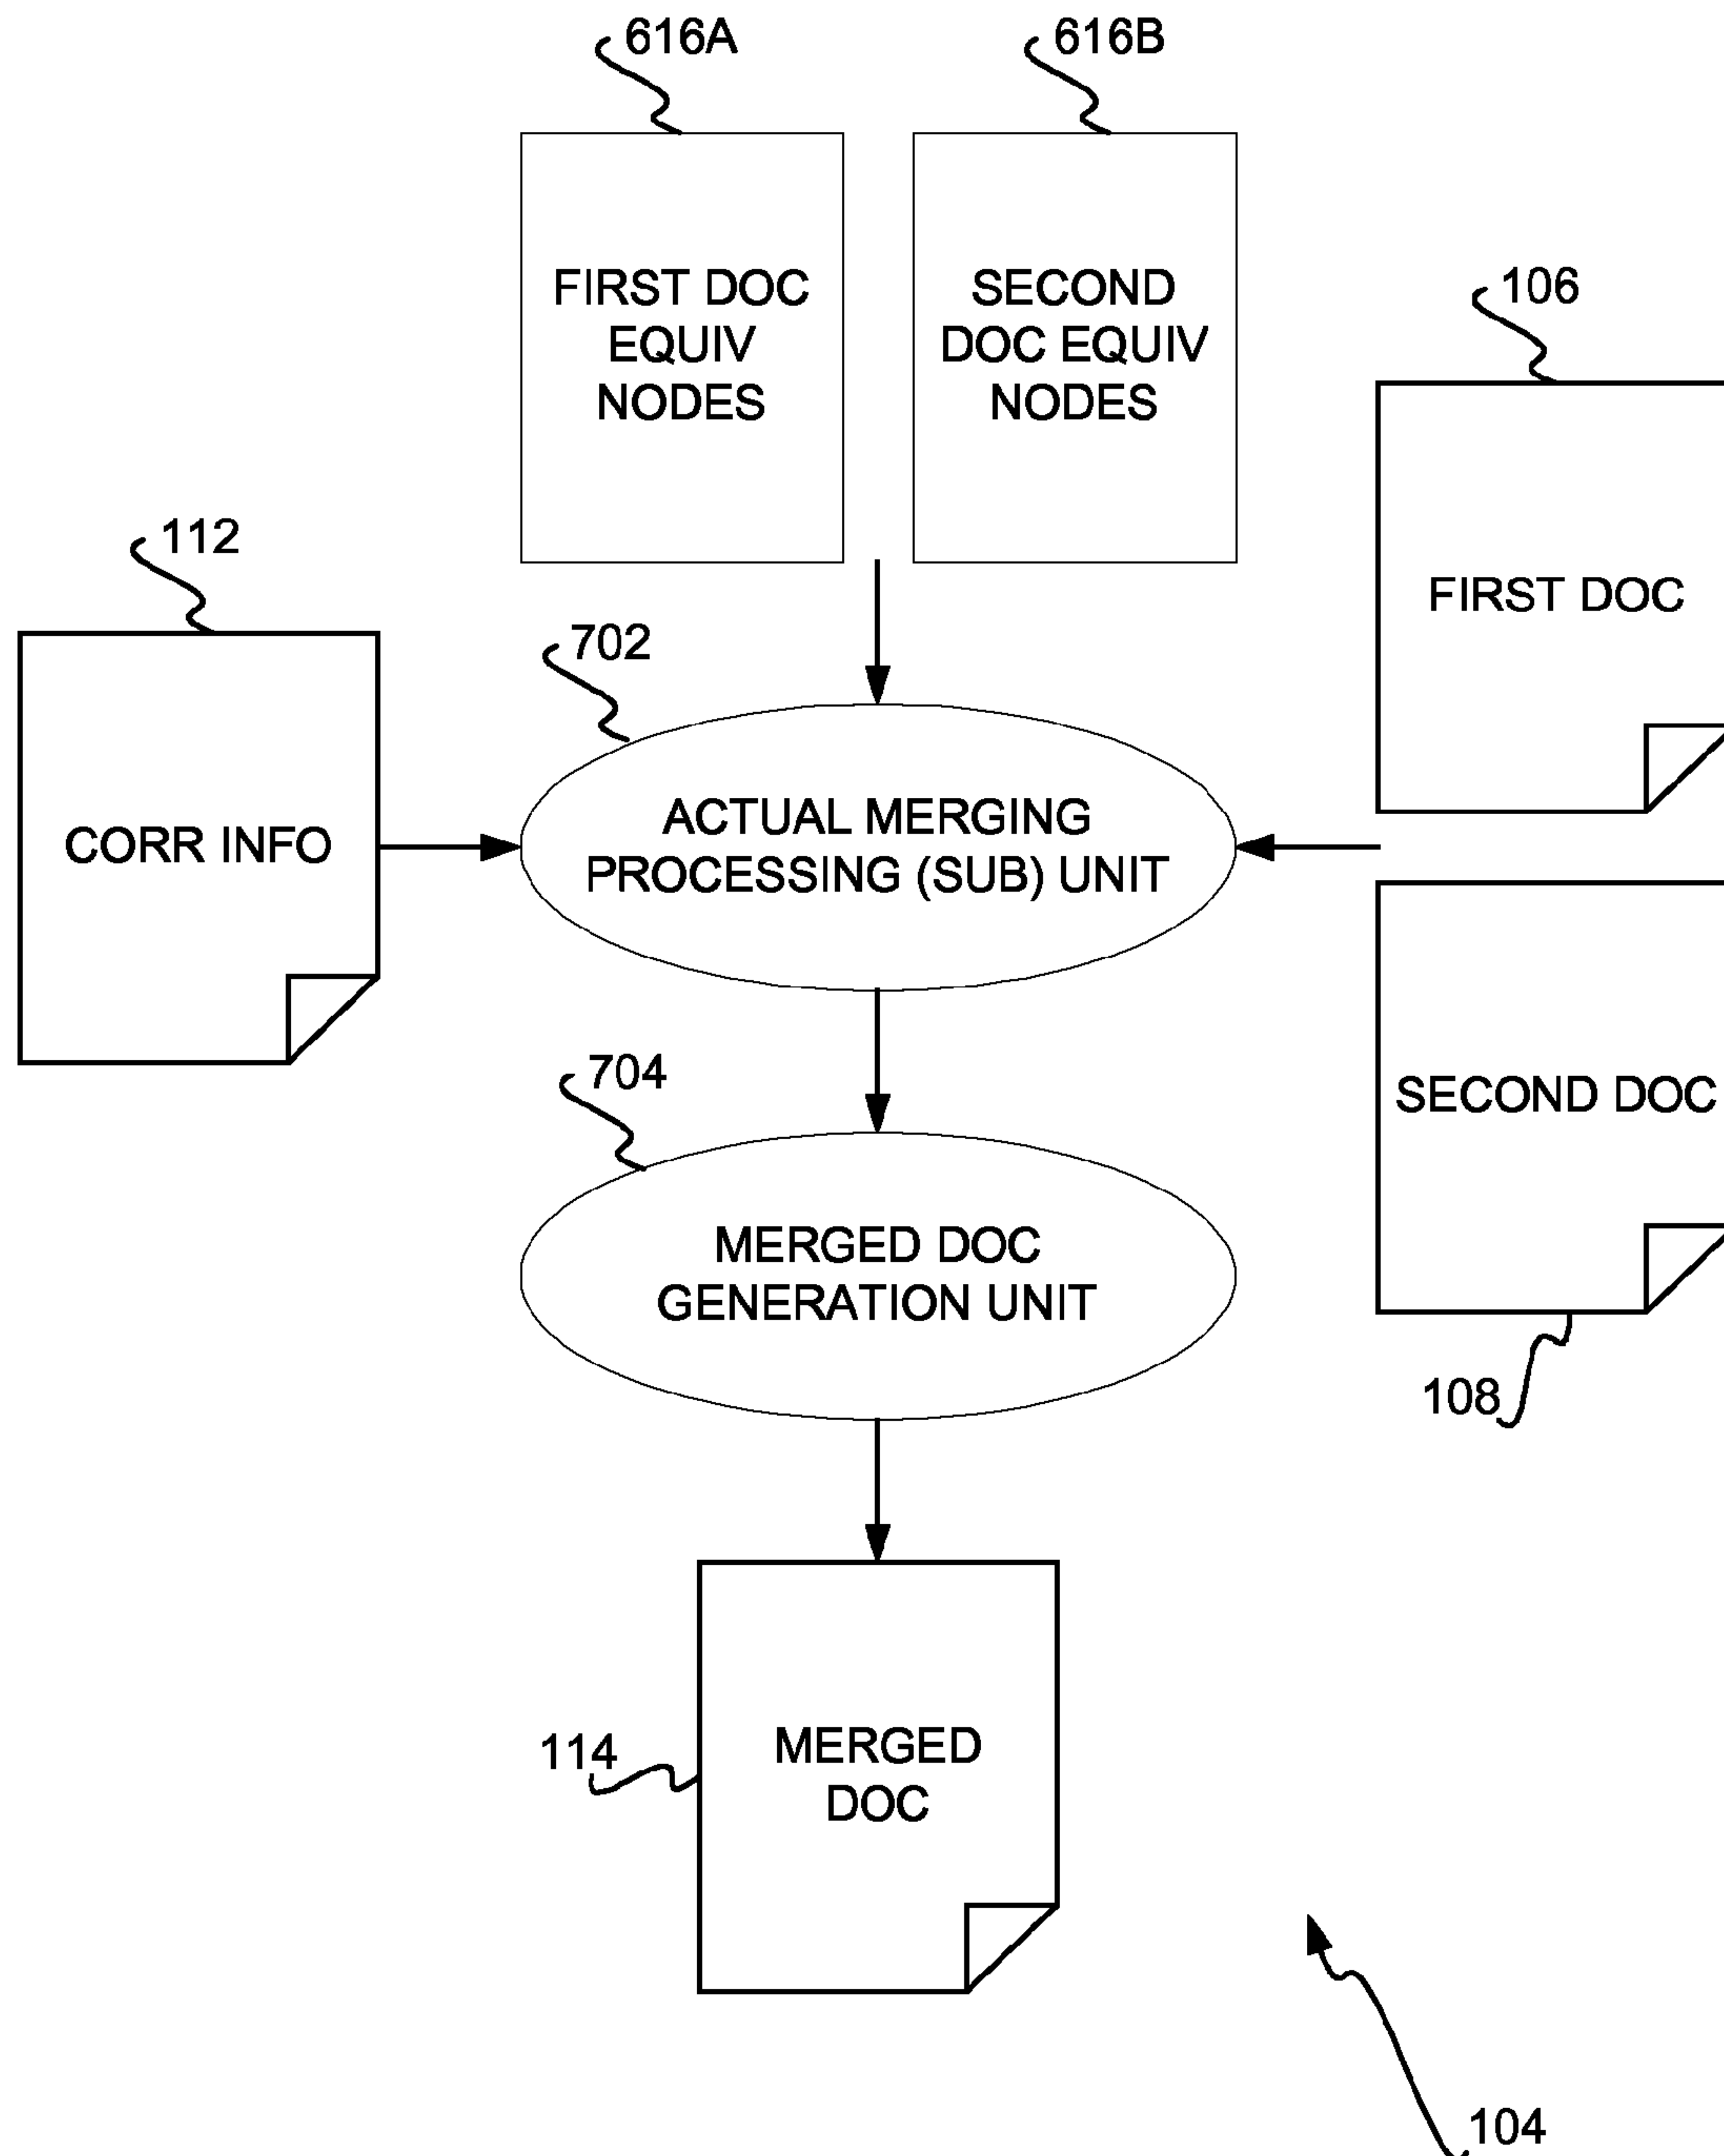 616A
616B
FIRST DOC
EQUIV
NODES
SECOND
DOC EQUIV
NODES
106
FIRST DOC
112
CORR INFO
702
ACTUAL MERGING
PROCESSING (SUB) UNIT
SECOND DOC
108
704
MERGED DOC
GENERATION UNIT
114
MERGED
DOC
104